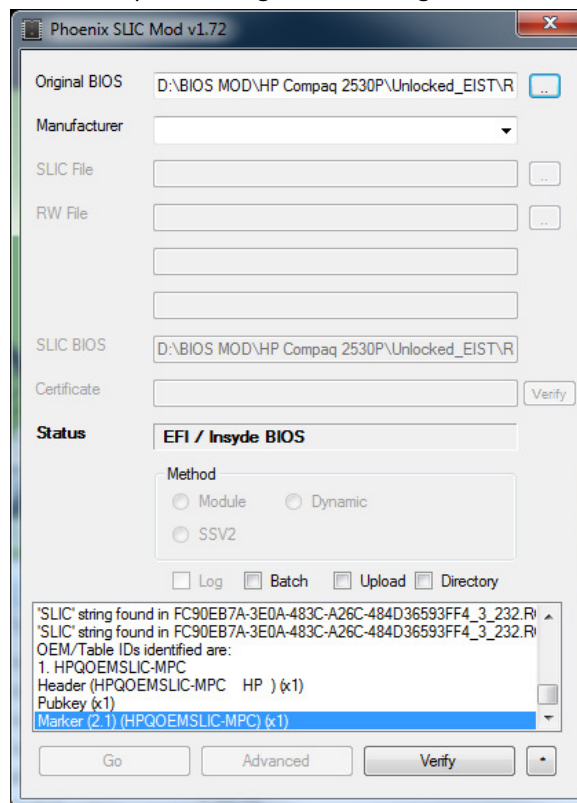 Phoenix SLIC Mod v1.72
Original BIOS D:\BIOS MOD\HP Compaq 2530P\Unlocked_EIST\R ..
Manufacturer
SLIC File ..
RW File ..
SLIC BIOS D:\BIOS MOD\HP Compaq 2530P\Unlocked_EIST\R
Certificate Verify
Status EFI / Insyde BIOS
Method
Module Dynamic
SSV2
Log Batch Upload Directory
'SLIC' string found in FC90EB7A-3E0A-483C-A26C-484D36593FF4_3_232.R
'SLIC' string found in FC90EB7A-3E0A-483C-A26C-484D36593FF4_3_232.R
OEM/Table IDs identified are:
1. HPQOEMSLIC-MPC
Header (HPQOEMSLIC-MPC HP ) (x1)
Pubkey (x1)
Marker (2.1) (HPQOEMSLIC-MPC) (x1)
Go Advanced Verify